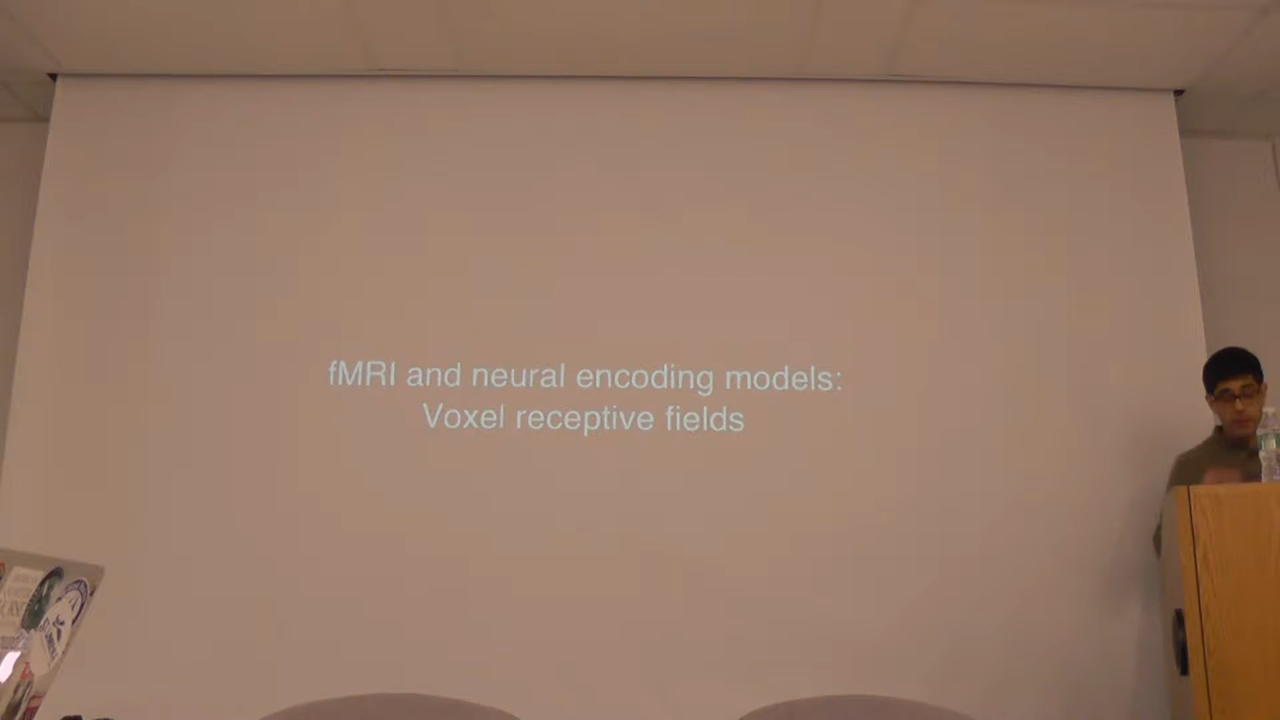 fMRI and neural encoding models:
Voxel receptive fields